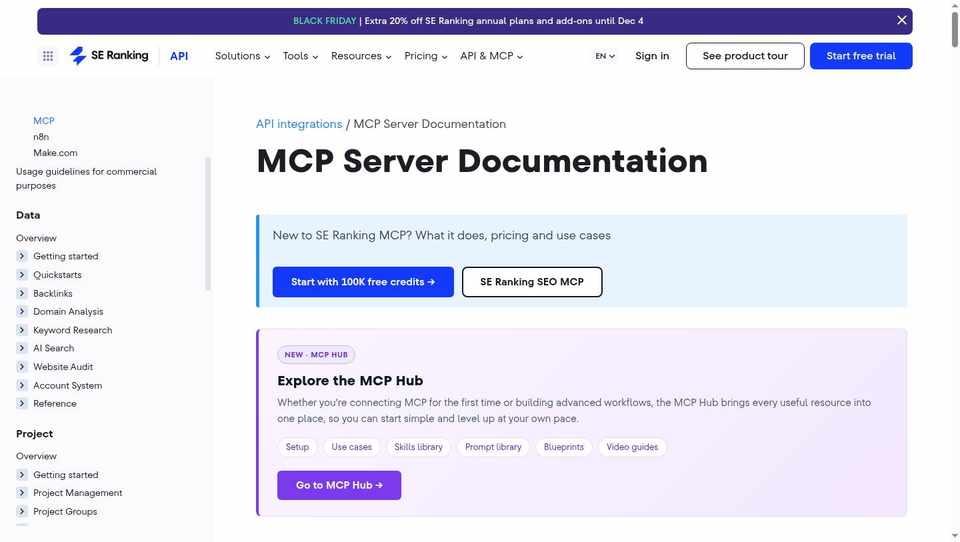 BLACK FRIDAY | Extra 20% off SE Ranking annual plans and add-ons until Dec 4
SE Ranking
API
Solutions
Tools
Resources
Pricing
API & MCP
EN
Sign in
See product tour
Start free trial
MCP
n8n
Make.com
Usage guidelines for commercial
purposes
Data
Overview
Getting started
Quickstarts
Backlinks
Domain Analysis
Keyword Research
AI Search
Website Audit
Account System
Reference
Project
Overview
Getting started
Project Management
Project Groups
API integrations / MCP Server Documentation
MCP Server Documentation
New to SE Ranking MCP? What it does, pricing and use cases
Start with 100K free credits →
SE Ranking SEO MCP
NEW · MCP HUB
Explore the MCP Hub
Whether you're connecting MCP for the first time or building advanced workflows, the MCP Hub brings every useful resource into
one place, so you can start simple and level up at your own pace.
Setup
Use cases
Skills library
Prompt library
Blueprints
Video guides
Go to MCP Hub →